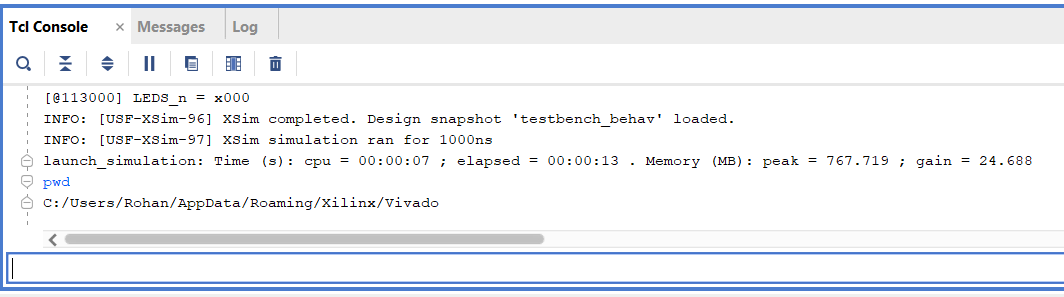 Tcl Console × Messages Log
[@113000] LEDS_n = x000
INFO: [USF-XSim-96] XSim completed. Design snapshot 'testbench_behav' loaded.
INFO: [USF-XSim-97] XSim simulation ran for 1000ns
launch_simulation: Time (s): cpu = 00:00:07 ; elapsed = 00:00:13 . Memory (MB): peak = 767.719 ; gain = 24.688
pwd
C:/Users/Rohan/AppData/Roaming/Xilinx/Vivado